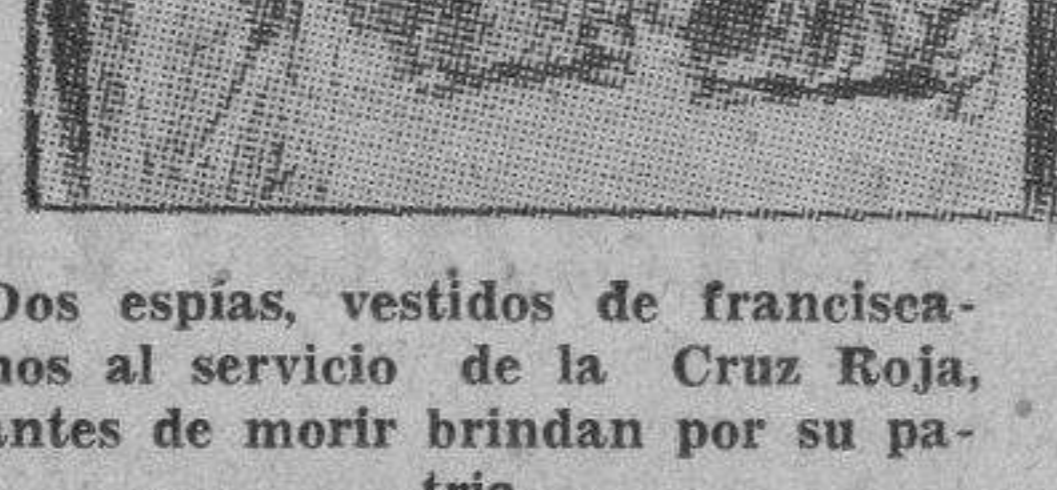 Dos espías, vestidos de francisca-
nos al servicio de la Cruz Roja,
antes de morir brindan por su pa-
tria